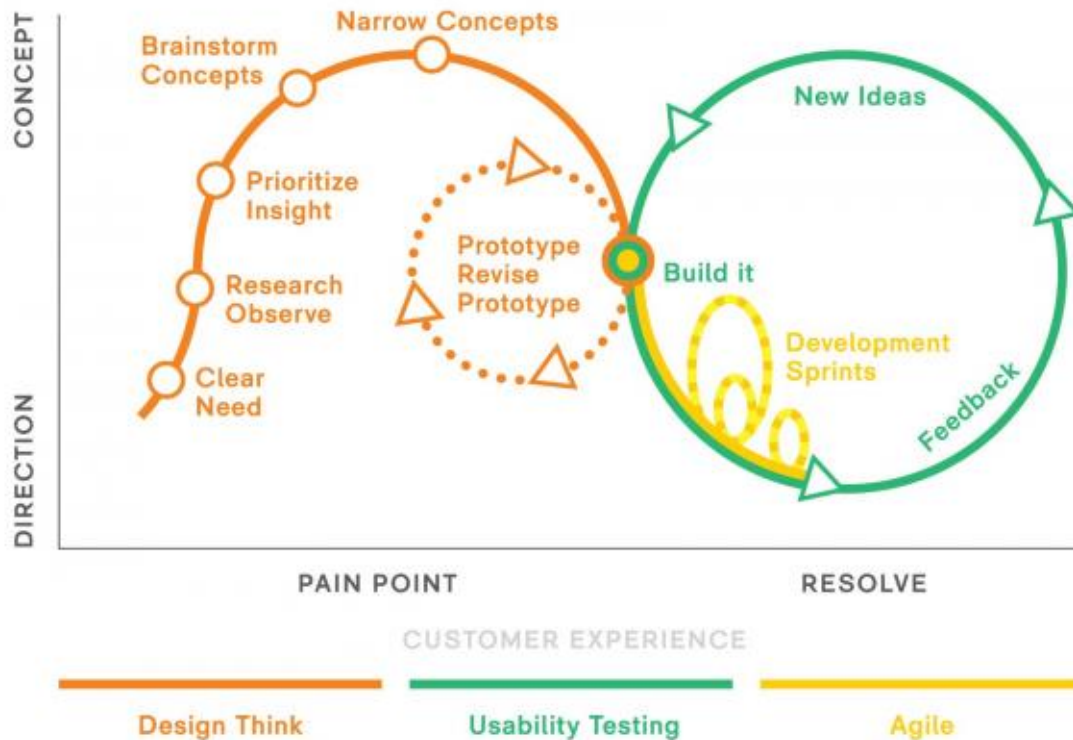 CONCEPT
DIRECTION
Narrow Concepts
Brainstorm
Concepts
Prioritize
Insight
Research
Observe
Clear
Need
Prototype
Revise
Prototype
New Ideas
Build it
Development
Sprints
Feedback
PAIN POINT
RESOLVE
CUSTOMER EXPERIENCE
Design Think
Usability Testing
Agile